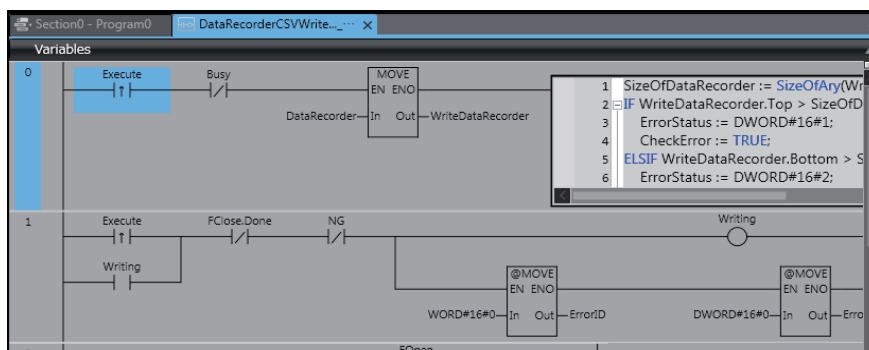 Section0 - Program0 DataRecorderCSVWrite..._...
Variables
0 Execute Busy MOVE
EN ENO
DataRecorder In Out WriteDataRecorder
1 SizeOfDataRecorder := SizeOfAry(Wr
2 IF WriteDataRecorder.Top > SizeOfD
3 ErrorStatus := DWORD#16#1;
4 CheckError := TRUE;
5 ELSIF WriteDataRecorder.Bottom > S
6 ErrorStatus := DWORD#16#2;
1 Execute FClose.Done NG Writing
Writing
@MOVE @MOVE
EN ENO EN ENO
WORD#16#0 In Out ErrorID DWORD#16#0 In Out Erro
FOpen